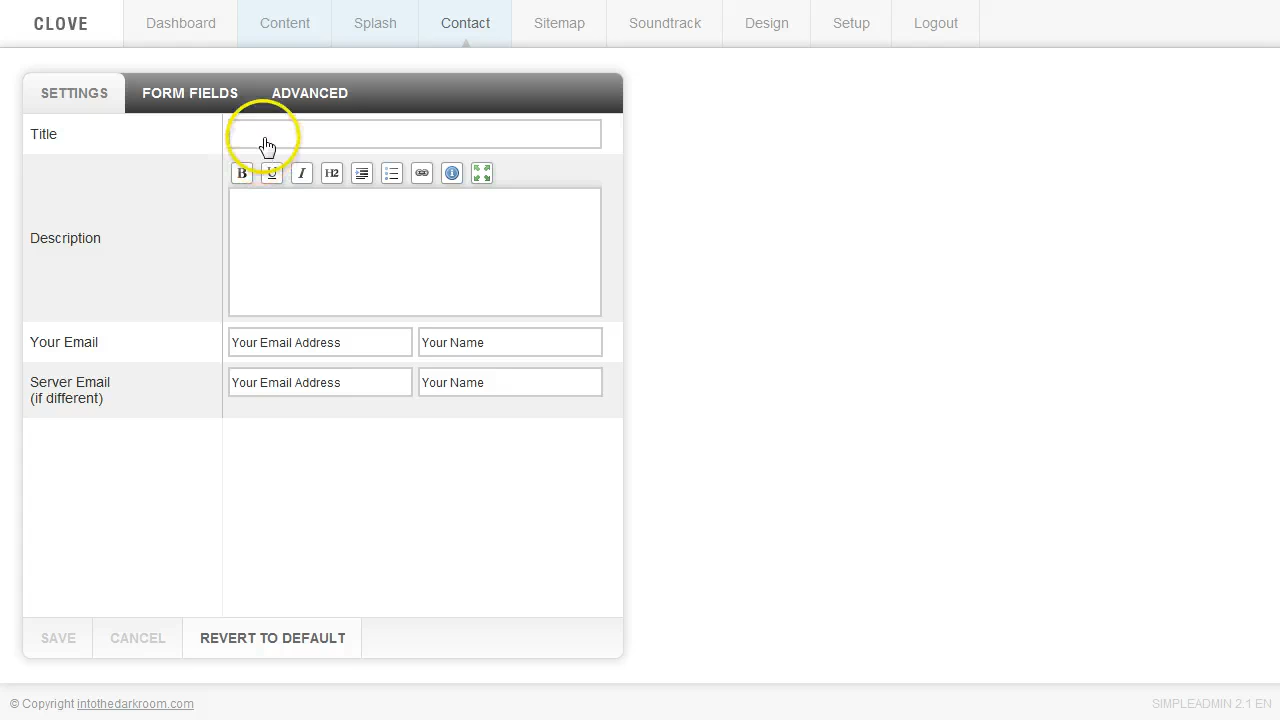 CLOVE Dashboard Content Splash Contact Sitemap Soundtrack Design Setup Logout
SETTINGS FORM FIELDS ADVANCED
Title
B U I H2
Description
Your Email Your Email Address Your Name
Server Email Your Email Address Your Name
(if different)
SAVE CANCEL REVERT TO DEFAULT
© Copyright intothedarkroom.com SIMPLEADMIN 2.1 EN